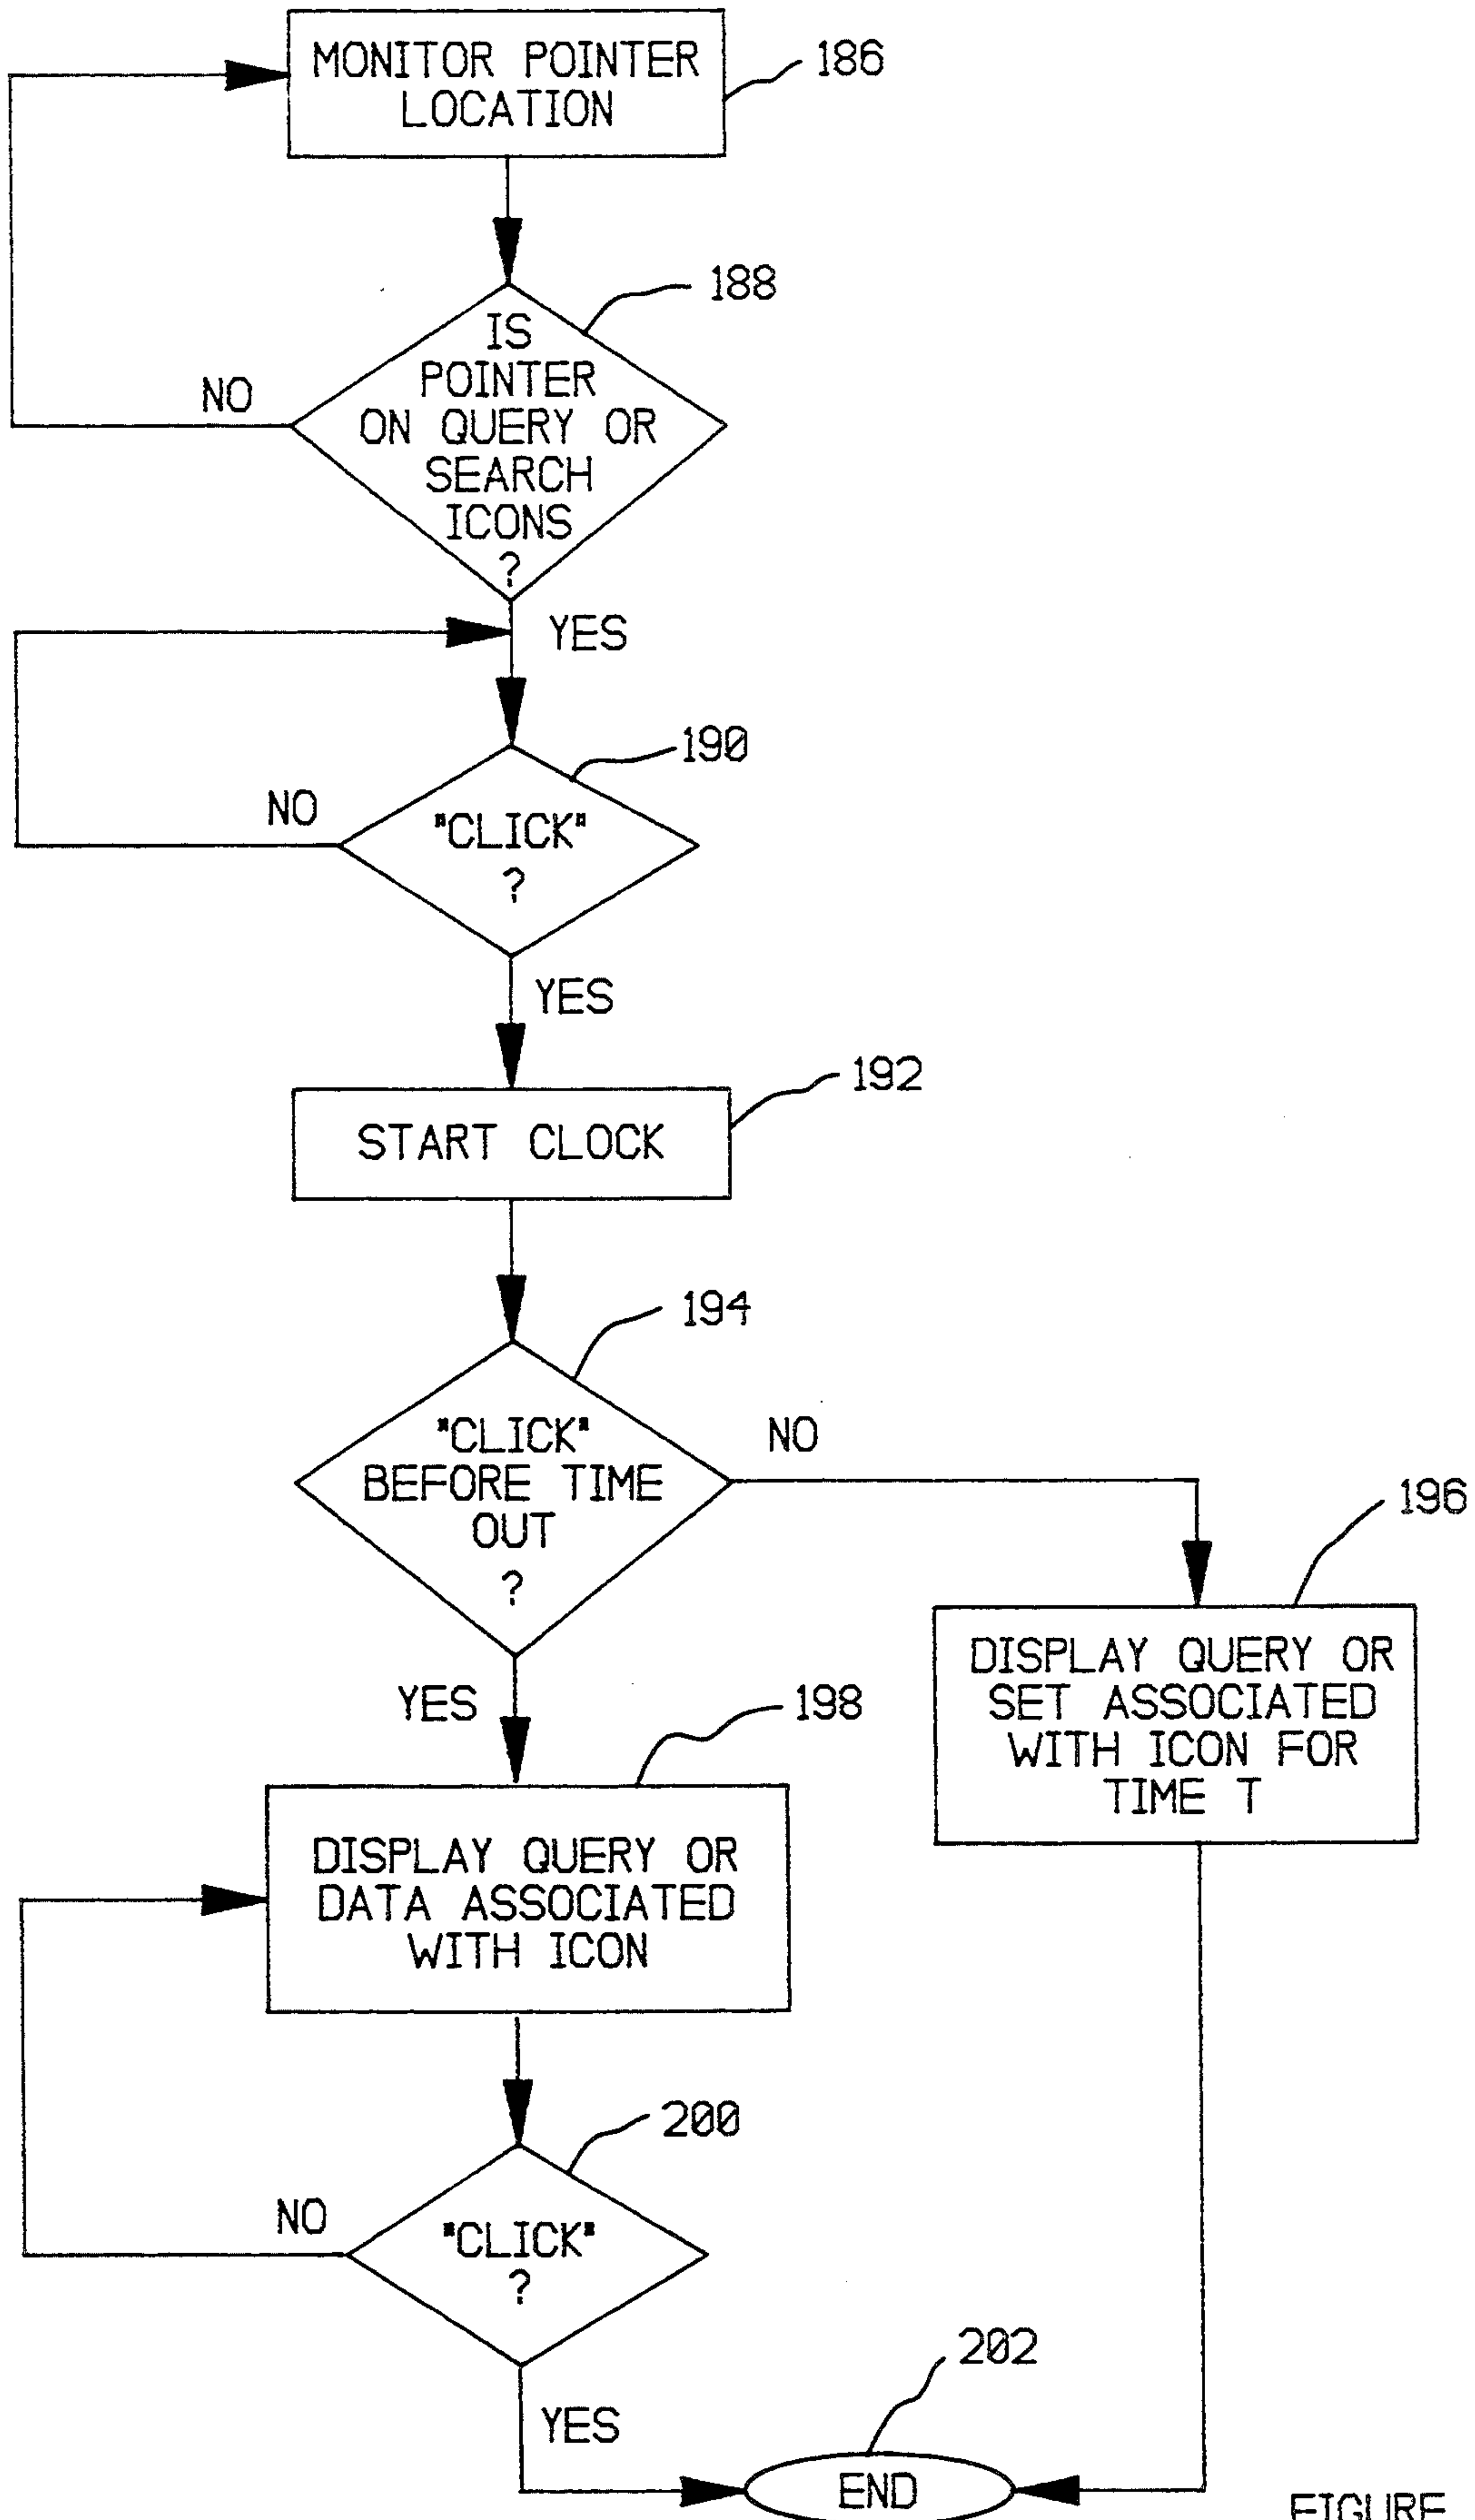 MONITOR POINTER
LOCATION
186
188
IS
POINTER
ON QUERY OR
SEARCH
ICONS
?
NO
YES
190
NO
"CLICK"
?
YES
192
START CLOCK
194
"CLICK"
BEFORE TIME
OUT
?
NO
196
YES
198
DISPLAY QUERY OR
SET ASSOCIATED
WITH ICON FOR
TIME T
DISPLAY QUERY OR
DATA ASSOCIATED
WITH ICON
200
NO
"CLICK"
?
202
YES
END
FIGURE